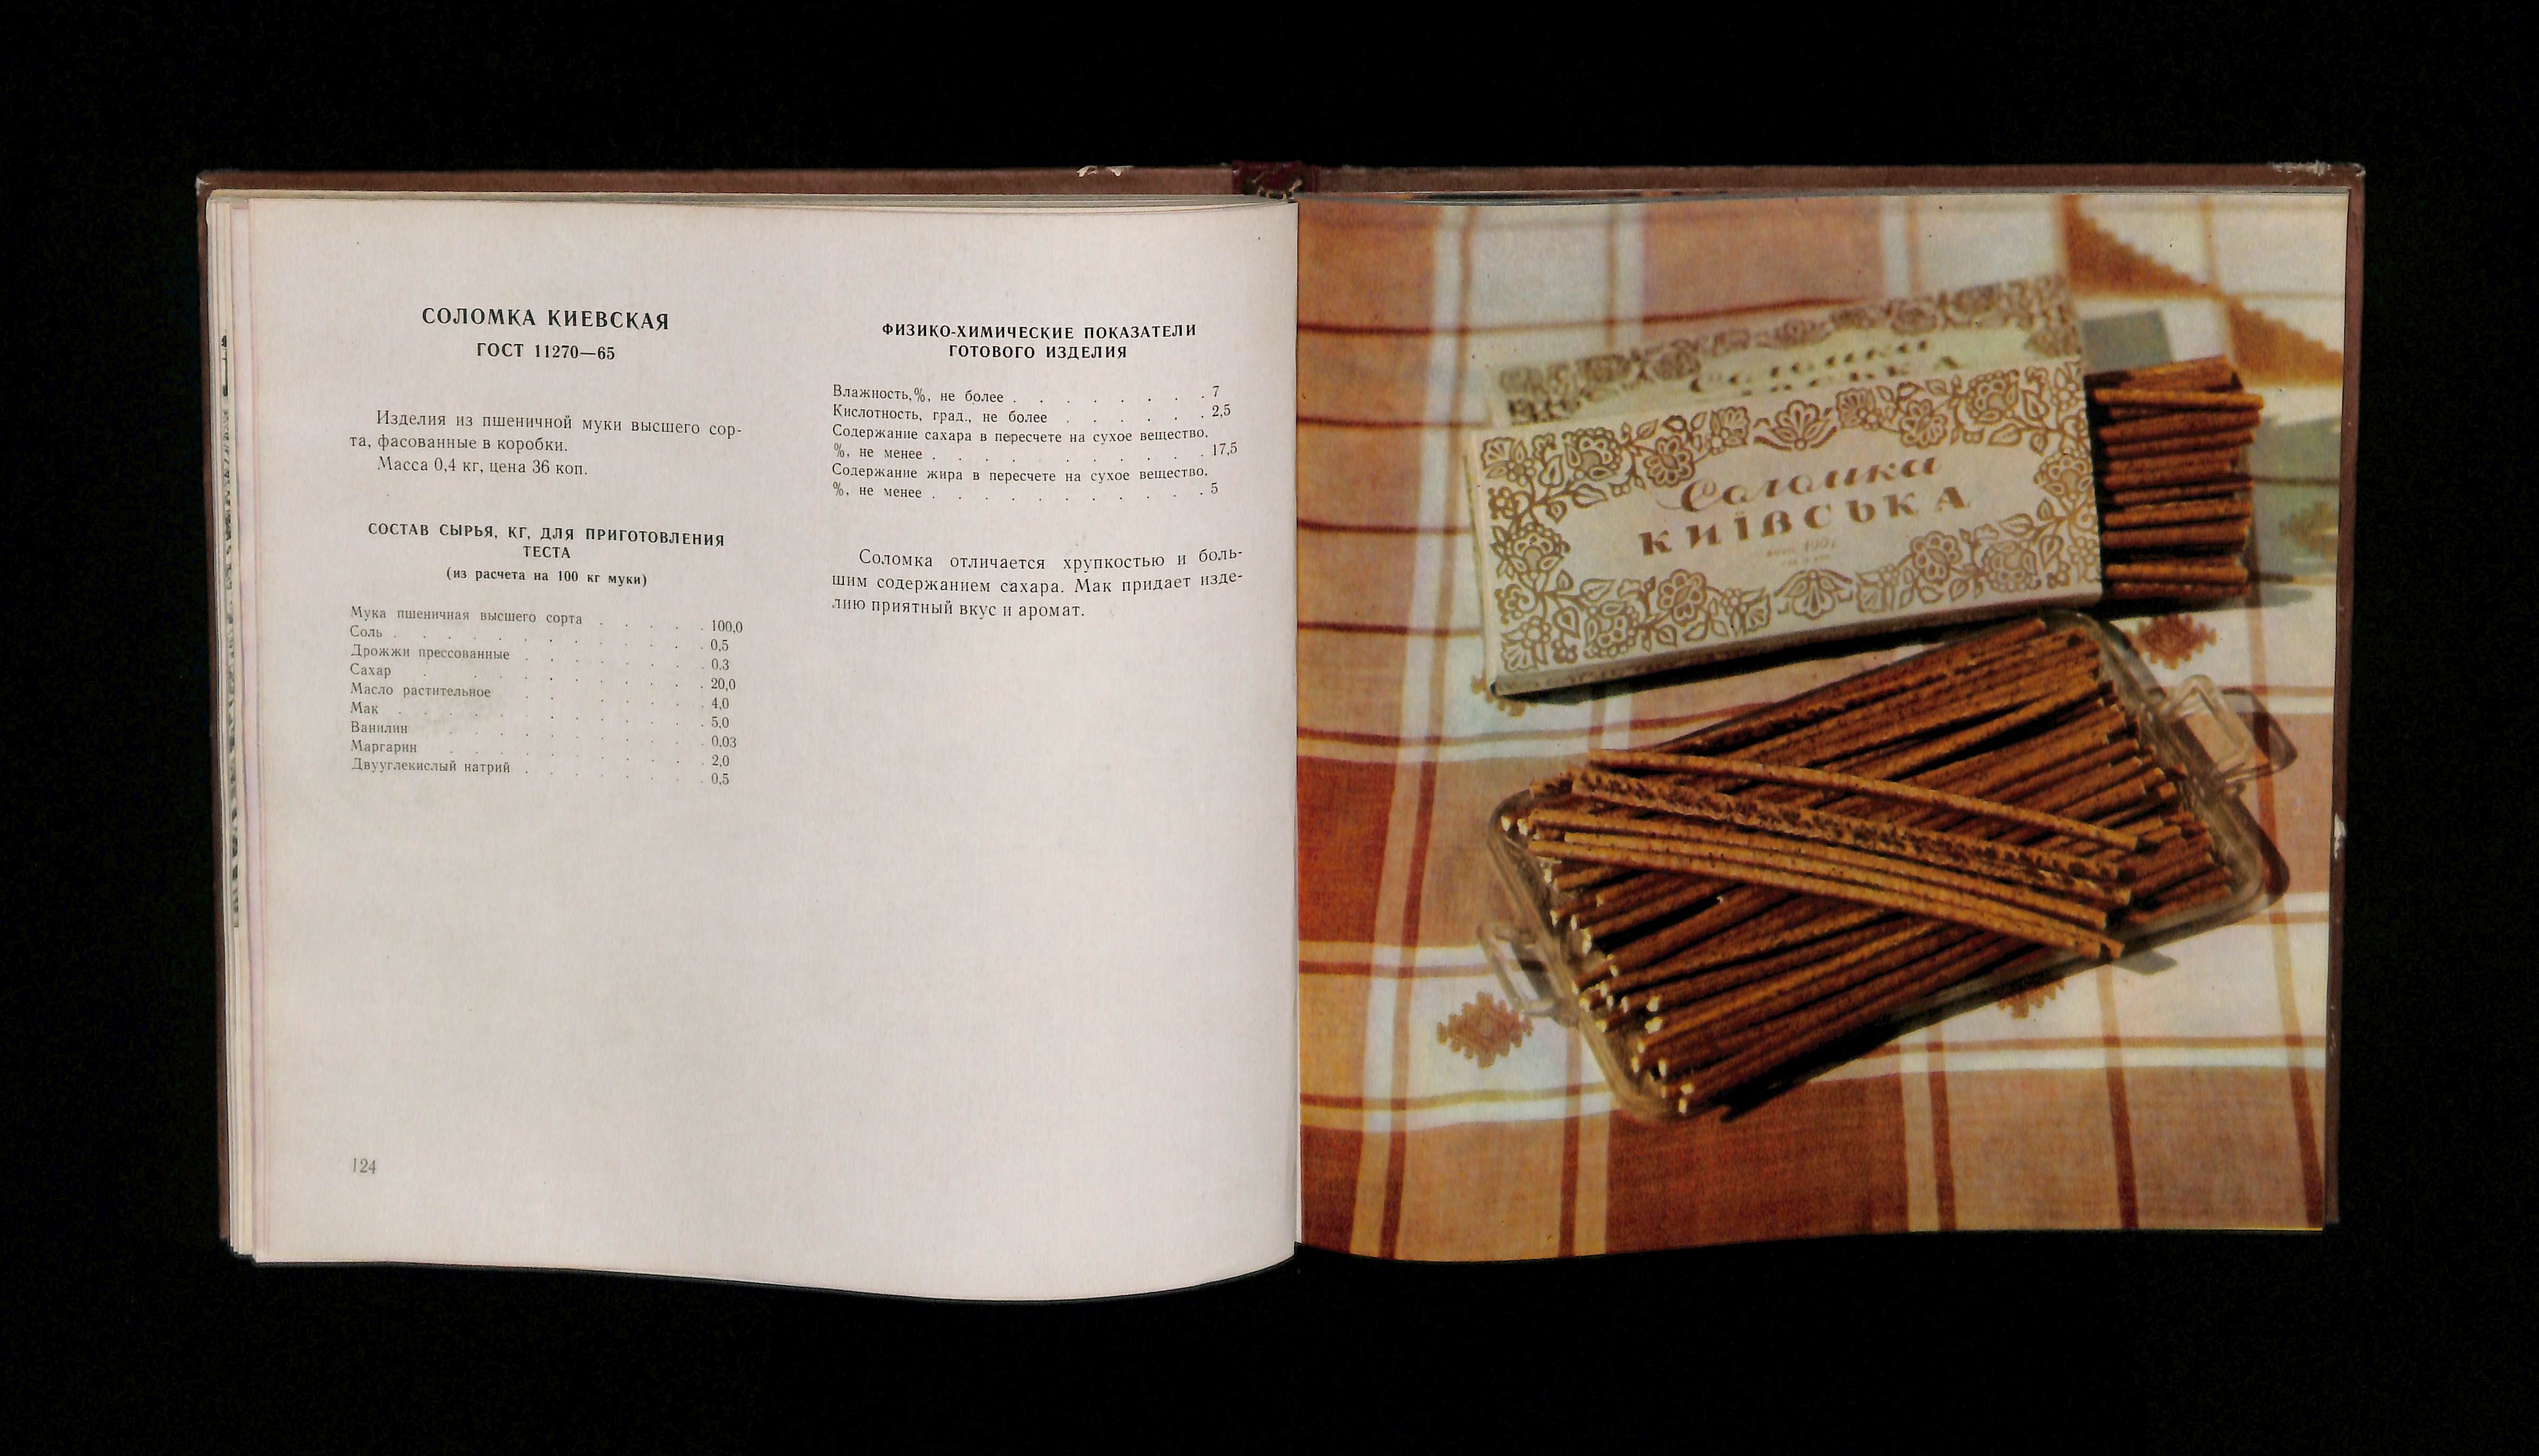 СОЛОМКА КИЕВСКАЯ
ГОСТ 11270—65
Изделия из пшеничной муки высшего сор-
та, фасованные в коробки.
Масса 0,4 кг, цена 36 коп.
СОСТАВ СЫРЬЯ, КГ, ДЛЯ ПРИГОТОВЛЕНИЯ
ТЕСТА
(из расчета на 100 кг муки)
Мука пшеничная высшего сорта . . . . . 100,0
Соль . . . . . . . . . . . . 0,5
Дрожжи прессованные . . . . . . . 0,3
Сахар . . . . . . . . . . . 20,0
Масло растительное . . . . . . . 4,0
Мак . . . . . . . . . . . . 5,0
Ванилин . . . . . . . . . . 0,03
Маргарин . . . . . . . . . . 2,0
Двууглекислый натрий . . . . . . . 0,5
124
ФИЗИКО-ХИМИЧЕСКИЕ ПОКАЗАТЕЛИ
ГОТОВОГО ИЗДЕЛИЯ
Влажность,%, не более . . . . . . . . 7
Кислотность, град., не более . . . . . . 2,5
Содержание сахара в пересчете на сухое вещество,
%, не менее . . . . . . . . . . . 17,5
Содержание жира в пересчете на сухое вещество,
%, не менее . . . . . . . . . . . 5
Соломка отличается хрупкостью и боль-
шим содержанием сахара. Мак придает изде-
лию приятный вкус и аромат.
Соломка
Соломка
КИЇВСЬКА